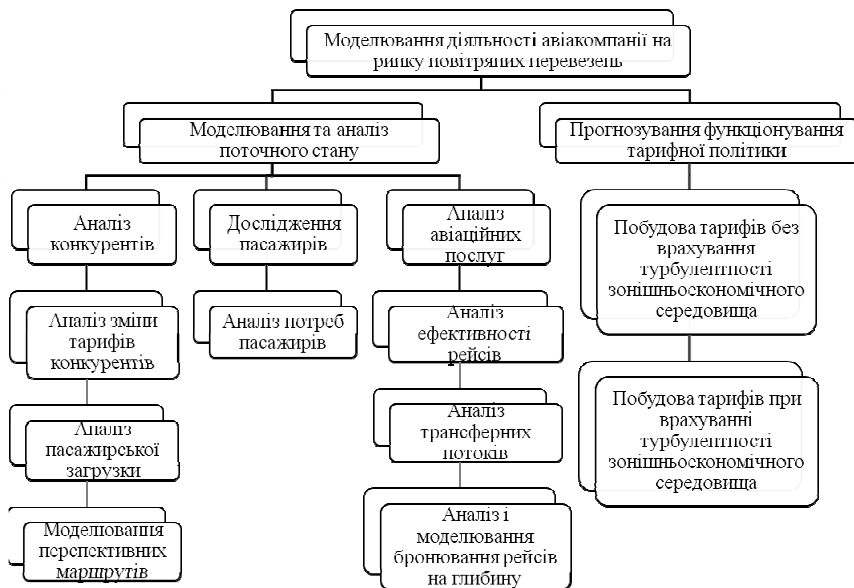 Моделювання діяльності авіакомпанії на
ринку повітряних перевезень
Моделювання та аналіз
поточного стану
Прогнозування функціонування
тарифної політики
Аналіз
конкурентів
Дослідження
пасажирів
Аналіз
авіаційних
послуг
Побудова тарифів без
врахування
турбулентності
зонішньоекономічного
середовища
Аналіз зміни
тарифів
конкурентів
Аналіз потреб
пасажирів
Аналіз
ефективності
рейсів
Побудова тарифів при
врахуванні
турбулентності
зонішньоекономічного
середовища
Аналіз
пасажирської
загрузки
Аналіз
трансферних
потоків
Моделювання
перспективних
маршрутів
Аналіз і
моделювання
бронювання рейсів
на глибину